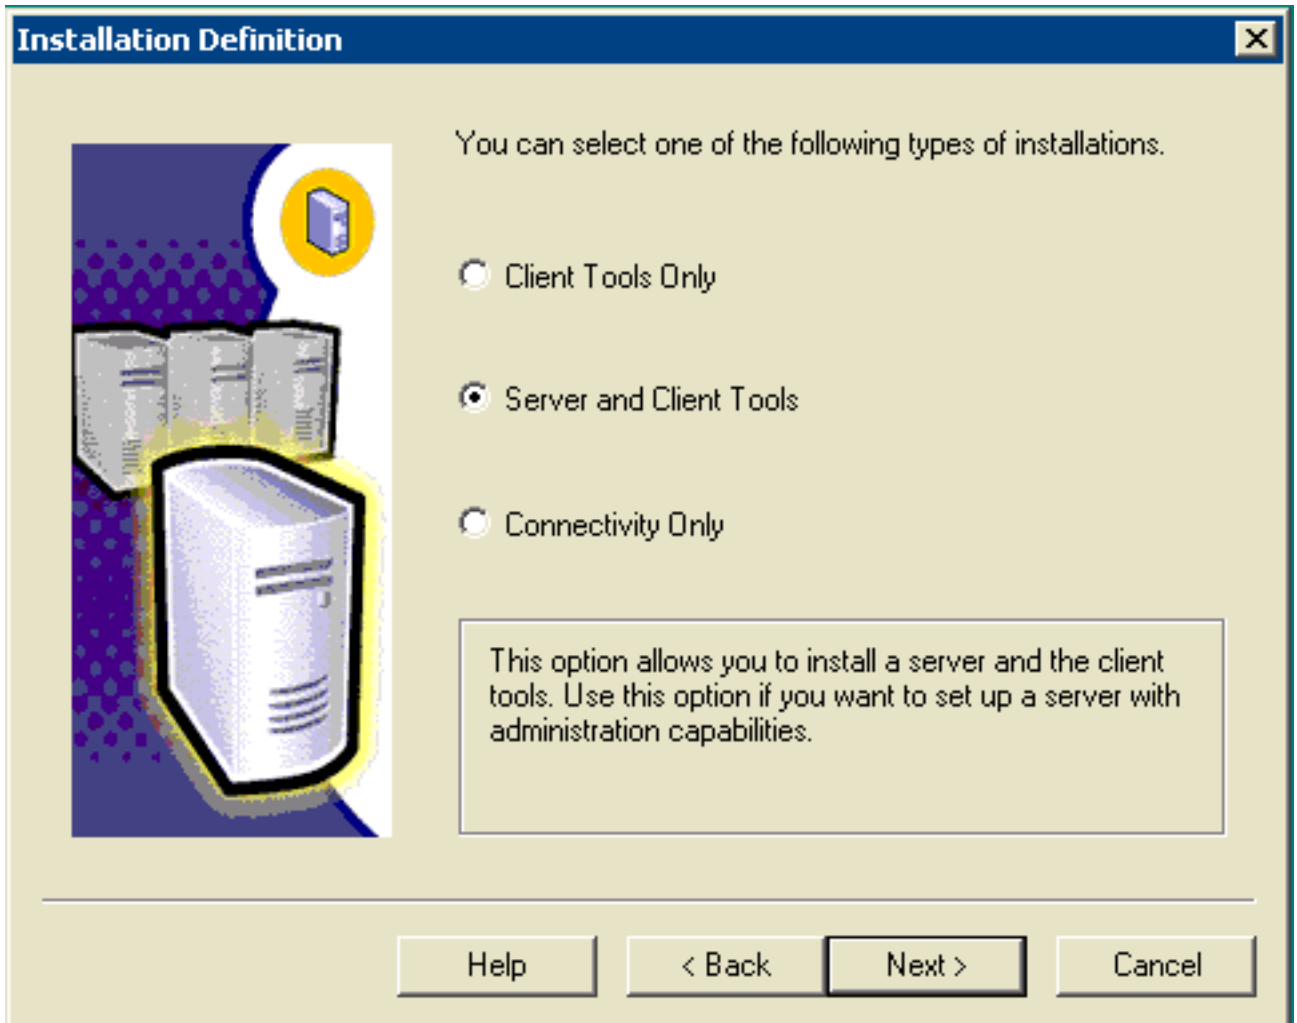 Installation Definition
You can select one of the following types of installations.
Client Tools Only
Server and Client Tools
Connectivity Only
This option allows you to install a server and the client
tools. Use this option if you want to set up a server with
administration capabilities.
Help
< Back
Next >
Cancel